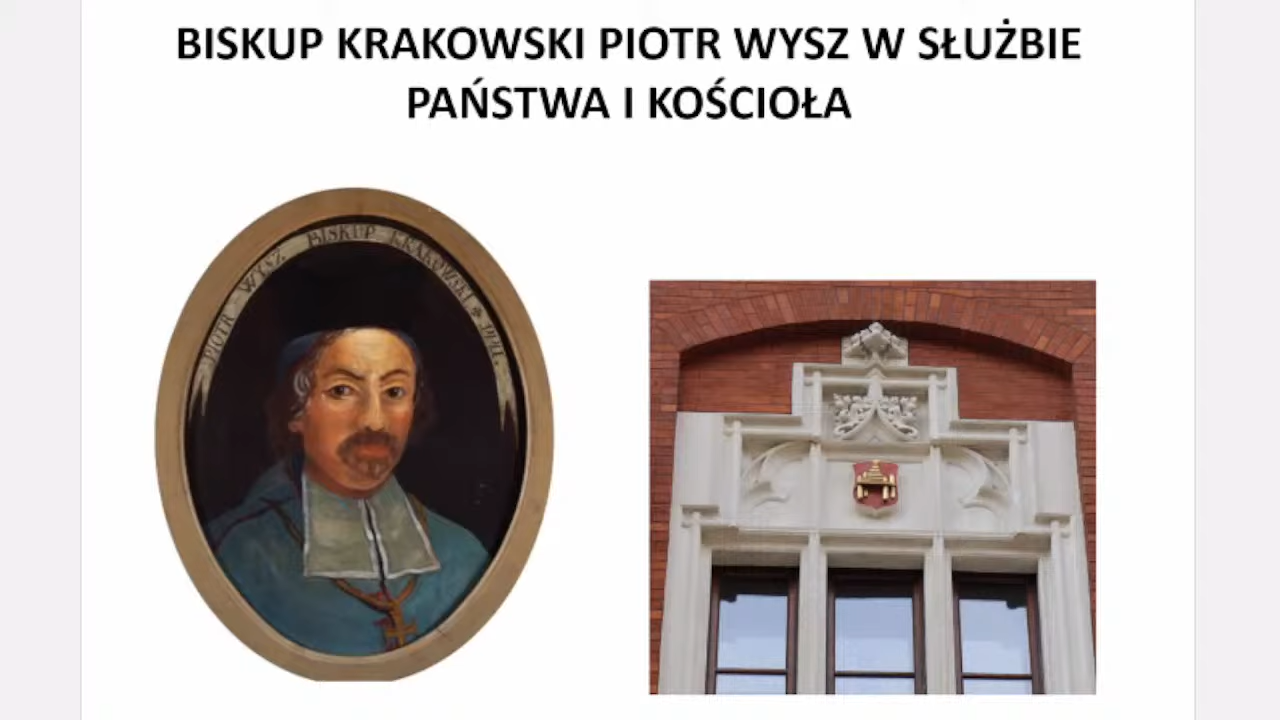 BISKUP KRAKOWSKI PIOTR WYSZ W SŁUŻBIE
PAŃSTWA I KOŚCIOŁA
PIOTR WYSZ BISKUP KRAKOWSKI